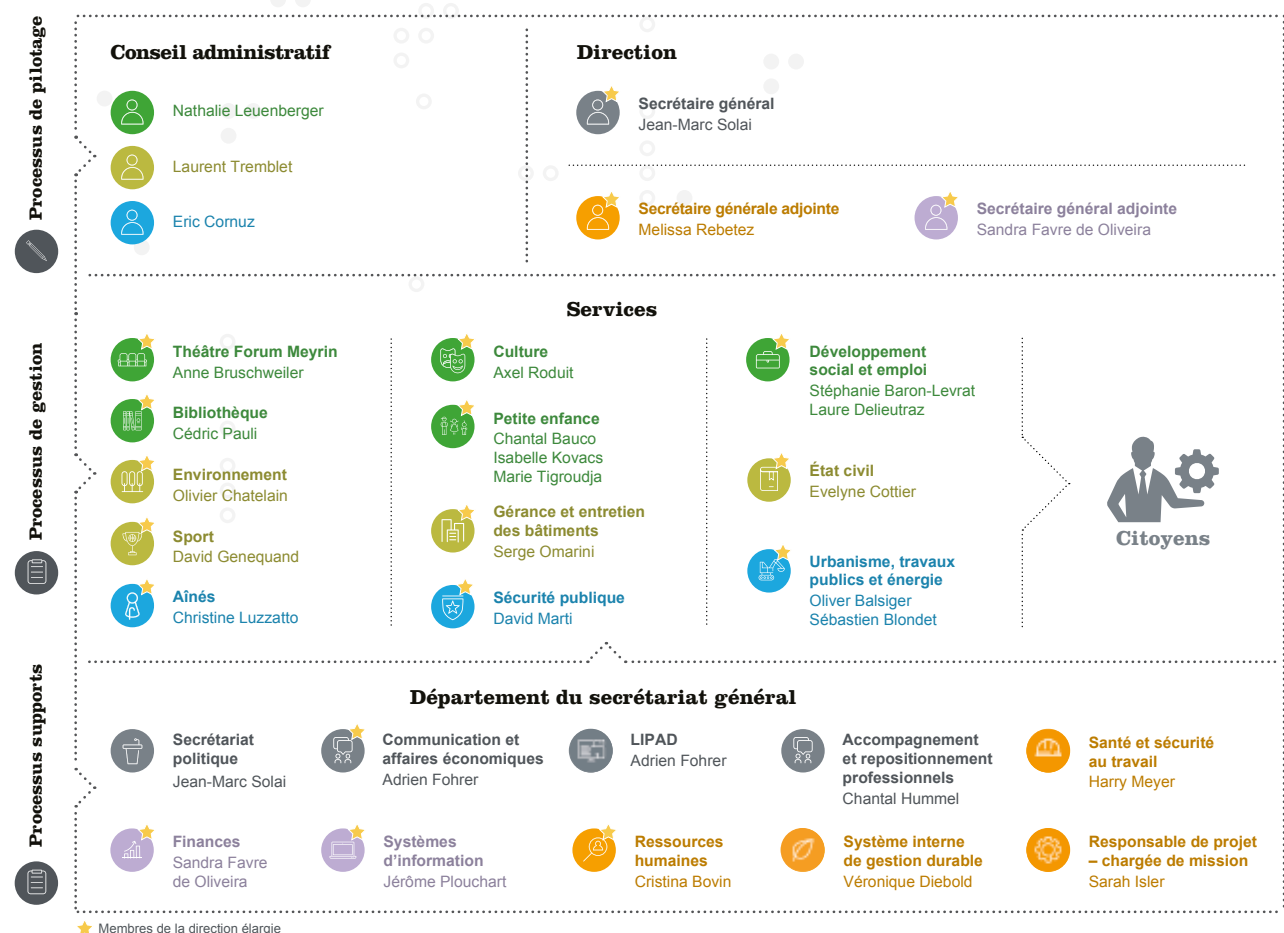 Processus de pilotage
Conseil administratif
Nathalie Leuenberger
Laurent Tremblet
Eric Cornuz
Direction
Secrétaire général
Jean-Marc Solai
Secrétaire générale adjointe
Melissa Rebetez
Secrétaire général adjointe
Sandra Favre de Oliveira
Processus de gestion
Services
Théâtre Forum Meyrin
Anne Bruschweiler
Bibliothèque
Cédric Pauli
Environnement
Olivier Chatelain
Sport
David Genequand
Aînés
Christine Luzzatto
Culture
Axel Roduit
Petite enfance
Chantal Bauco
Isabelle Kovacs
Marie Tigroudja
Gérance et entretien
des bâtiments
Serge Omarini
Sécurité publique
David Marti
Développement
social et emploi
Stéphanie Baron-Levrat
Laure Delieutraz
État civil
Evelyne Cottier
Urbanisme, travaux
publics et énergie
Oliver Balsiger
Sébastien Blondet
Citoyens
Processus supports
Département du secrétariat général
Secrétariat
politique
Jean-Marc Solai
Communication et
affaires économiques
Adrien Fohrer
LIPAD
Adrien Fohrer
Accompagnement
et repositionnement
professionnels
Chantal Hummel
Santé et sécurité
au travail
Harry Meyer
Finances
Sandra Favre
de Oliveira
Systèmes
d'information
Jérôme Plouchart
Ressources
humaines
Cristina Bovin
Système interne
de gestion durable
Véronique Diebold
Responsable de projet
– chargée de mission
Sarah Isler
Membres de la direction élargie